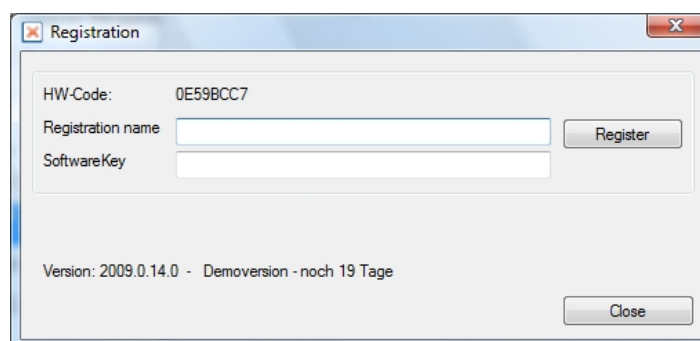 Registration
HW-Code: 0E59BCC7
Registration name
Register
SoftwareKey
Version: 2009.0.14.0 - Demoversion - noch 19 Tage
Close